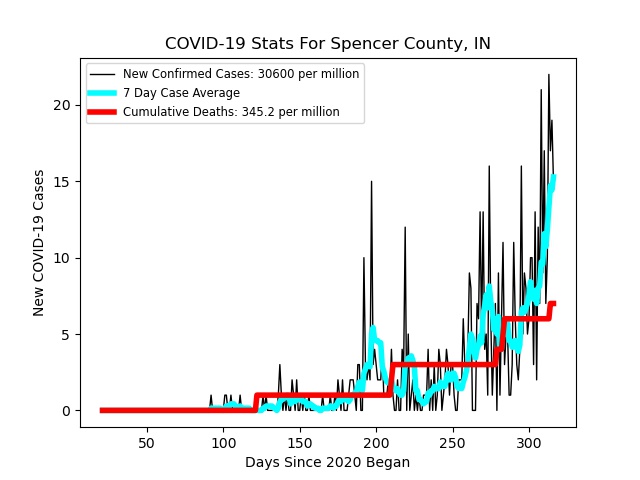 COVID-19 Stats For Spencer County, IN
New Confirmed Cases: 30600 per million
7 Day Case Average
Cumulative Deaths: 345.2 per million
20
15
10
5
0
New COVID-19 Cases
50 100 150 200 250 300
Days Since 2020 Began